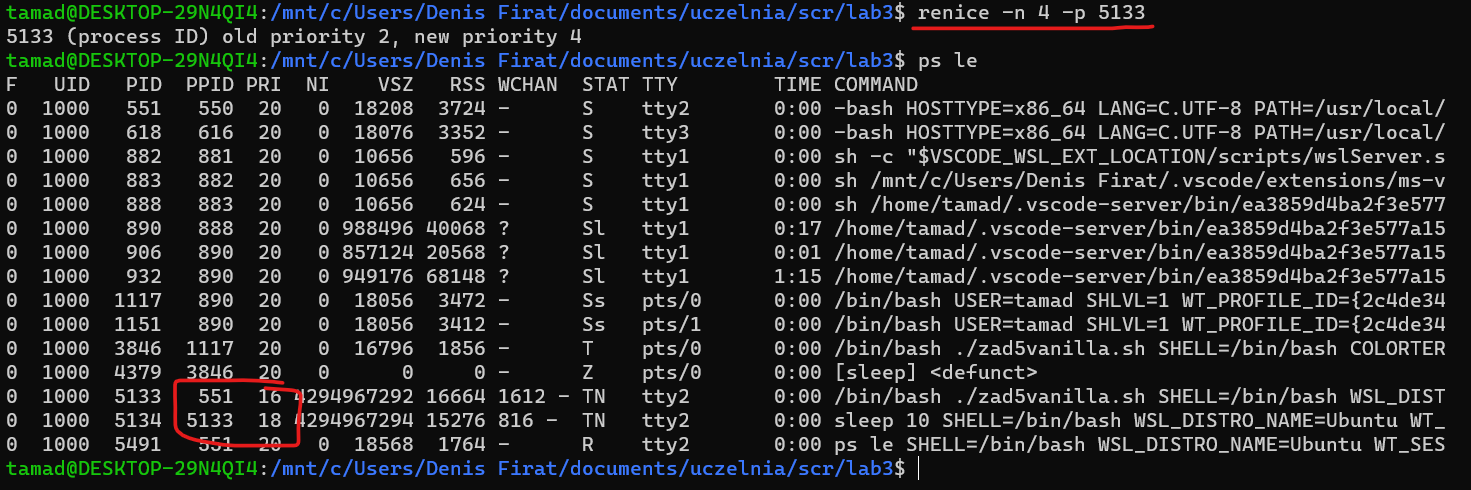 tamad@DESKTOP-29N4QI4:/mnt/c/Users/Denis Firat/documents/uczelnia/scr/lab3$ renice -n 4 -p 5133
5133 (process ID) old priority 2, new priority 4
tamad@DESKTOP-29N4QI4:/mnt/c/Users/Denis Firat/documents/uczelnia/scr/lab3$ ps le
F   UID   PID  PPID PRI  NI    VSZ   RSS WCHAN  STAT TTY        TIME COMMAND
0  1000   551   550  20   0  18208  3724 -      S    tty2       0:00 -bash HOSTTYPE=x86_64 LANG=C.UTF-8 PATH=/usr/local/
0  1000   618   616  20   0  18076  3352 -      S    tty3       0:00 -bash HOSTTYPE=x86_64 LANG=C.UTF-8 PATH=/usr/local/
0  1000   882   881  20   0  10656   596 -      S    tty1       0:00 sh -c "$VSCODE_WSL_EXT_LOCATION/scripts/wslServer.s
0  1000   883   882  20   0  10656   656 -      S    tty1       0:00 sh /mnt/c/Users/Denis Firat/.vscode/extensions/ms-v
0  1000   888   883  20   0  10656   624 -      S    tty1       0:00 sh /home/tamad/.vscode-server/bin/ea3859d4ba2f3e577
0  1000   890   888  20   0 988496 40068 ?      Sl   tty1       0:17 /home/tamad/.vscode-server/bin/ea3859d4ba2f3e577a15
0  1000   906   890  20   0 857124 20568 ?      Sl   tty1       0:01 /home/tamad/.vscode-server/bin/ea3859d4ba2f3e577a15
0  1000   932   890  20   0 949176 68148 ?      Sl   tty1       1:15 /home/tamad/.vscode-server/bin/ea3859d4ba2f3e577a15
0  1000  1117   890  20   0  18056  3472 -      Ss   pts/0      0:00 /bin/bash USER=tamad SHLVL=1 WT_PROFILE_ID={2c4de34
0  1000  1151   890  20   0  18056  3412 -      Ss   pts/1      0:00 /bin/bash USER=tamad SHLVL=1 WT_PROFILE_ID={2c4de34
0  1000  3846  1117  20   0  16796  1856 -      T    pts/0      0:00 /bin/bash ./zad5vanilla.sh SHELL=/bin/bash COLORTER
0  1000  4379  3846  20   0      0     0 -      Z    pts/0      0:00 [sleep] <defunct>
0  1000  5133   551  16 4294967292 16664 1612 - TN   tty2       0:00 /bin/bash ./zad5vanilla.sh SHELL=/bin/bash WSL_DIST
0  1000  5134  5133  18 4294967294 15276 816 -  TN   tty2       0:00 sleep 10 SHELL=/bin/bash WSL_DISTRO_NAME=Ubuntu WT_
0  1000  5491   551  20   0  18568  1764 -      R    tty2       0:00 ps le SHELL=/bin/bash WSL_DISTRO_NAME=Ubuntu WT_SES
tamad@DESKTOP-29N4QI4:/mnt/c/Users/Denis Firat/documents/uczelnia/scr/lab3$